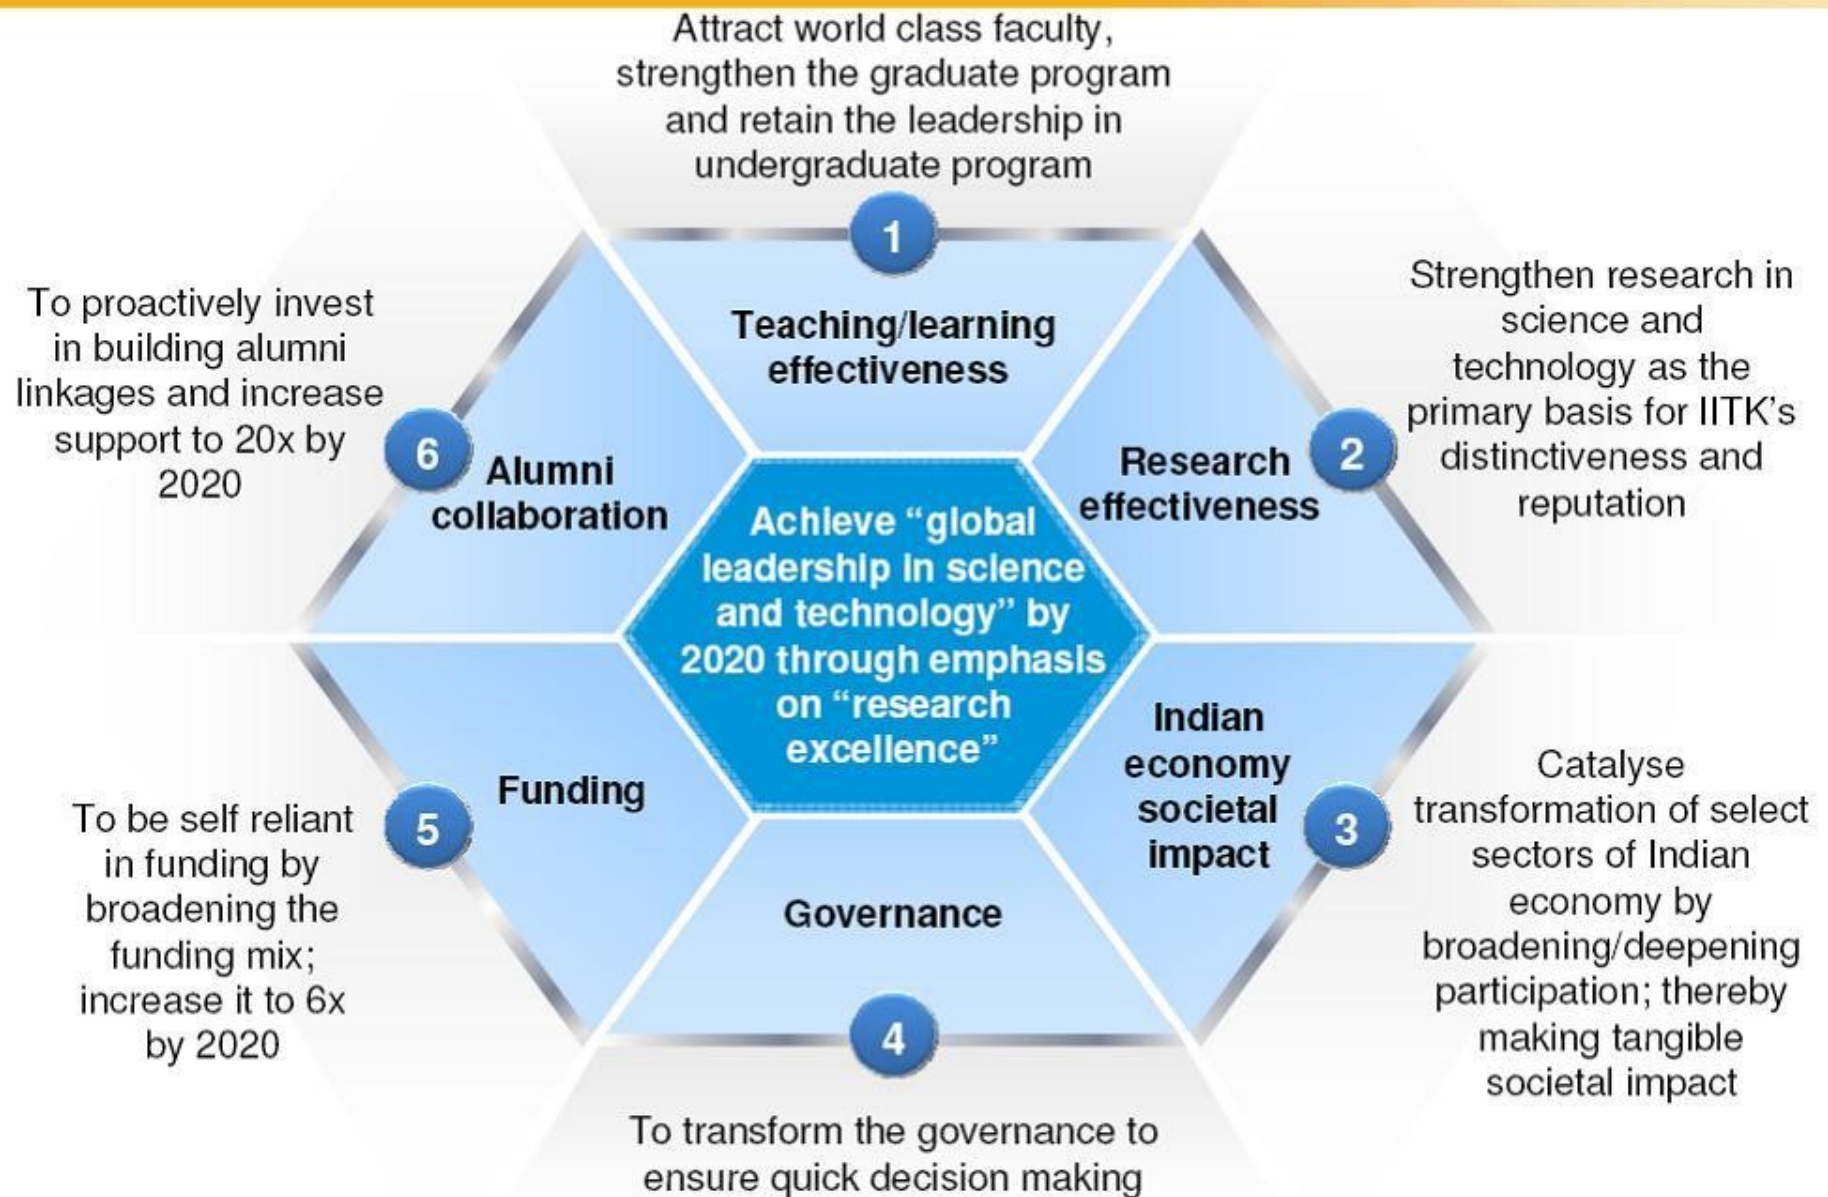 Attract world class faculty,
strengthen the graduate program
and retain the leadership in
undergraduate program
1
Teaching/learning
effectiveness
Strengthen research in
science and
technology as the
primary basis for IITK's
distinctiveness and
reputation
2
Research
effectiveness
Catalyse
transformation of select
sectors of Indian
economy by
broadening/deepening
participation; thereby
making tangible
societal impact
3
Indian
economy
societal
impact
Governance
4
To transform the governance to
ensure quick decision making
Funding
5
To be self reliant
in funding by
broadening the
funding mix;
increase it to 6x
by 2020
To proactively invest
in building alumni
linkages and increase
support to 20x by
2020
6
Alumni
collaboration
Achieve “global
leadership in science
and technology” by
2020 through emphasis
on “research
excellence”